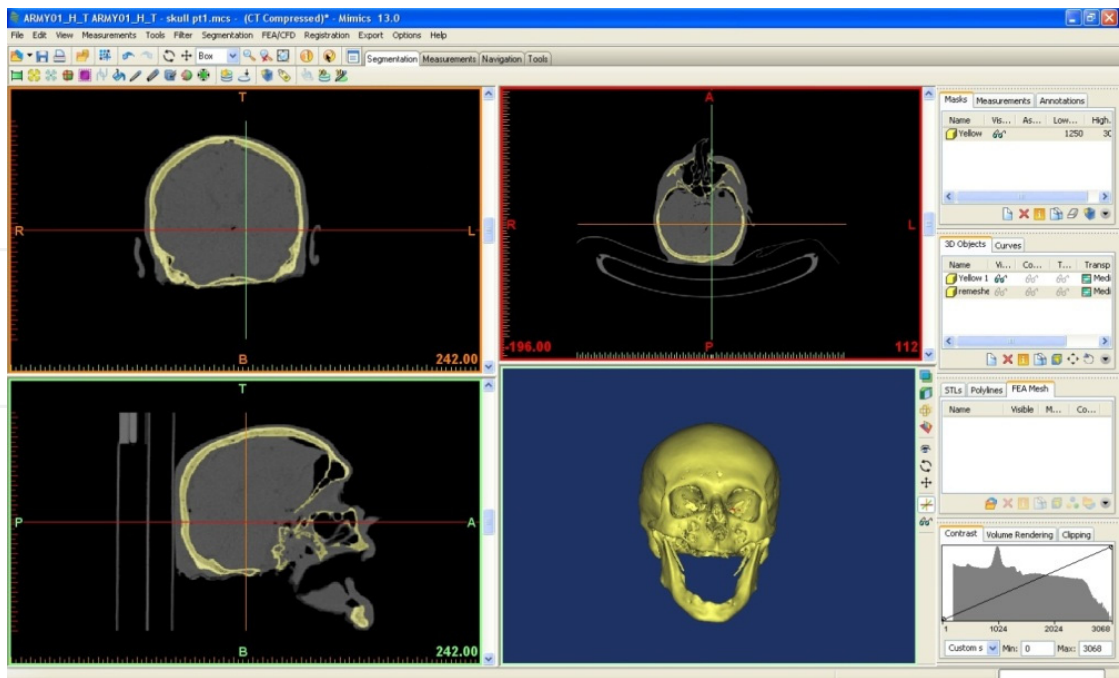 ARMY01_H_T ARMY01_H_T - skull pt1.mcs - (CT Compressed)* - Mimics 13.0
File Edit View Measurements Tools Filter Segmentation FEA/CFD Registration Export Options Help
Box Segmentation Measurements Navigation Tools
T
R L
B
242.00
A
R L
P
-196.00 112
T
P A
B
242.00
Masks Measurements Annotations
Name Vis... As... Low... High.
Yellow 1250 30
3D Objects Curves
Name Vi... Co... T... Transp
Yellow 1 Medi
remeshe Medi
STLs Polylines FEA Mesh
Name Visible M... Co...
Contrast Volume Rendering Clipping
1 1024 2024 3068
Custom s Min: 0 Max: 3068